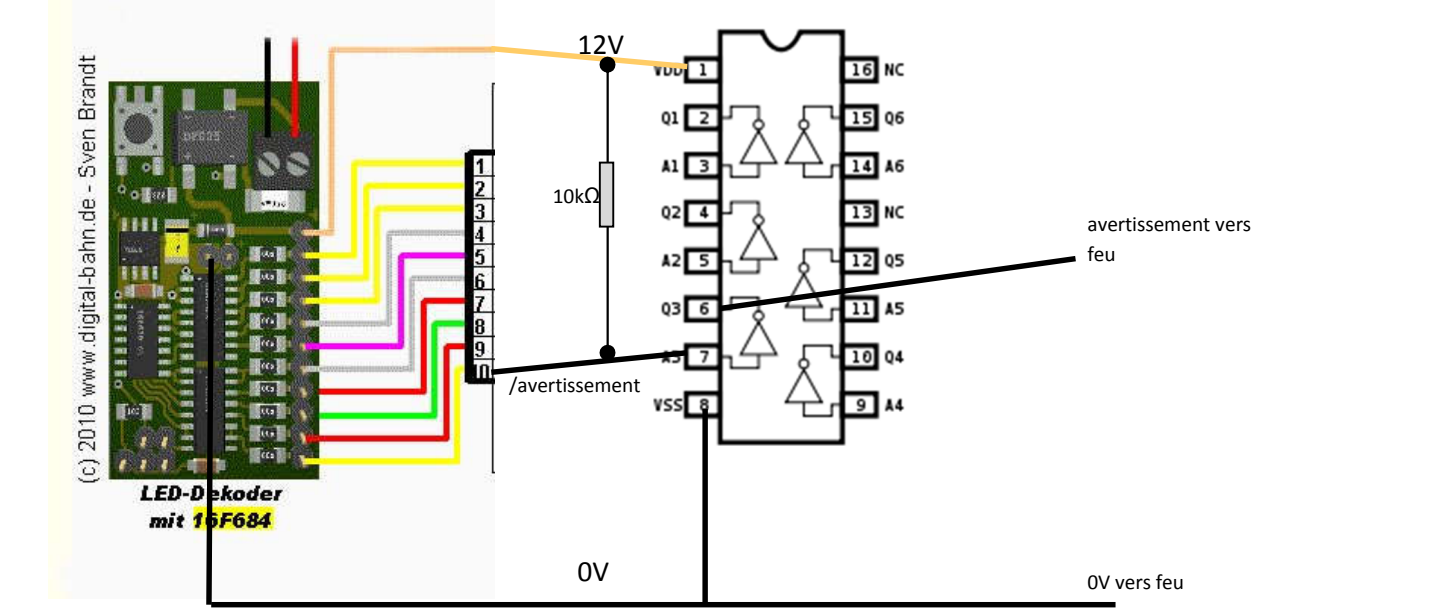 (c) 2010 www.digital-bahn.de - Sven Brandt
LED-Dekoder
mit 16F684
1
2
3
4
5
6
7
8
9
10
12V
10kΩ
/avertissement
0V
VDD 1
Q1 2
A1 3
Q2 4
A2 5
Q3 6
A3 7
VSS 8
16 NC
15 Q6
14 A6
13 NC
12 Q5
11 A5
10 Q4
9 A4
avertissement vers
feu
0V vers feu